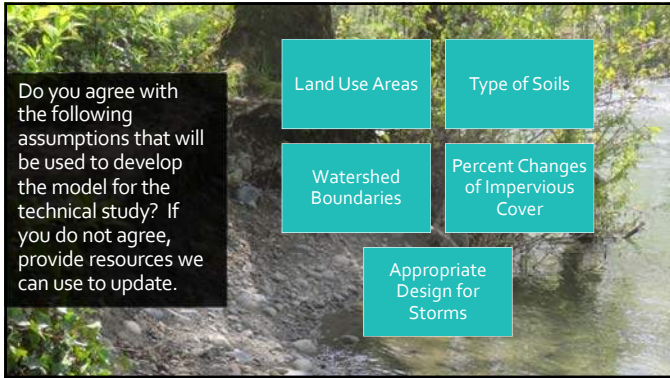 Do you agree with
the following
assumptions that will
be used to develop
the model for the
technical study?  If
you do not agree,
provide resources we
can use to update.
Land Use Areas
Type of Soils
Watershed
Boundaries
Percent Changes
of Impervious
Cover
Appropriate
Design for
Storms